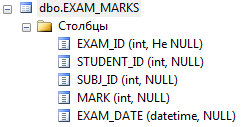 dbo.EXAM_MARKS
Столбцы
EXAM_ID (int, Не NULL)
STUDENT_ID (int, NULL)
SUBJ_ID (int, NULL)
MARK (int, NULL)
EXAM_DATE (datetime, NULL)